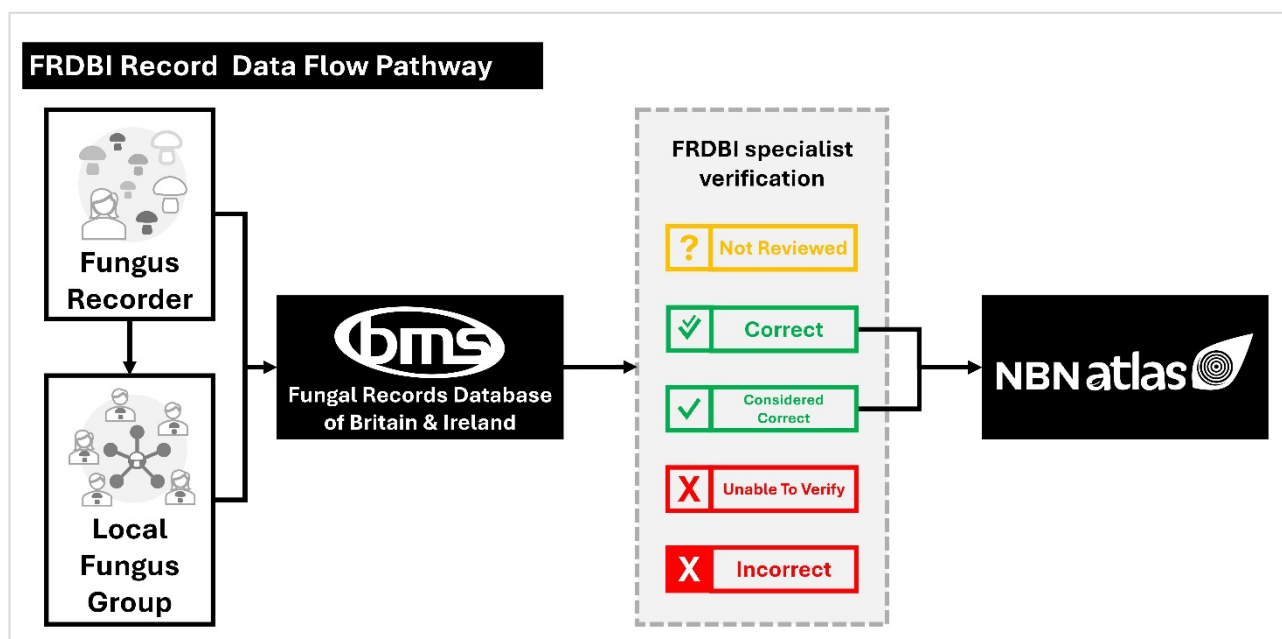 FRDBI Record Data Flow Pathway
Fungus
Recorder
Local
Fungus
Group
bms
Fungal Records Database
of Britain & Ireland
FRDBI specialist
verification
? Not Reviewed
Correct
Considered
Correct
X Unable To Verify
X Incorrect
NBN atlas